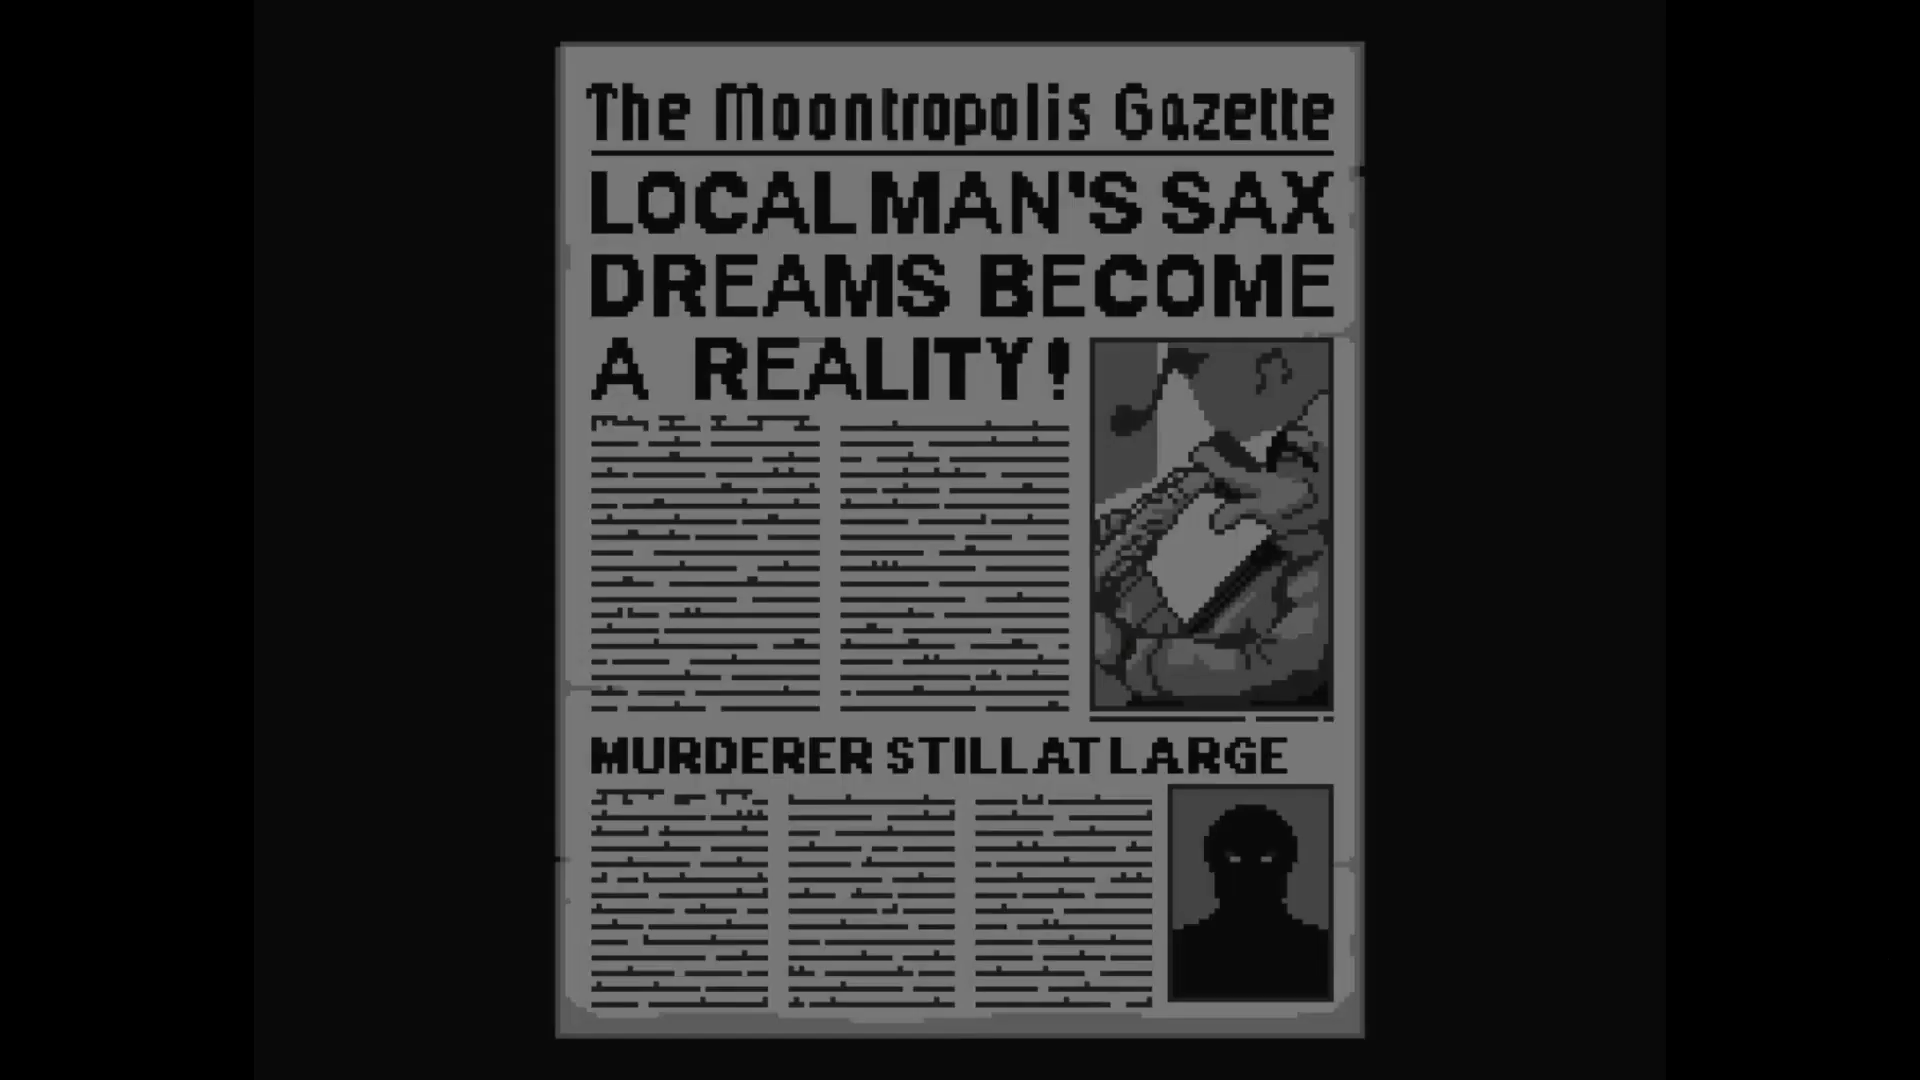 The Moontropolis Gazette
LOCAL MAN'S SAX
DREAMS BECOME
A REALITY!
MURDERER STILL AT LARGE